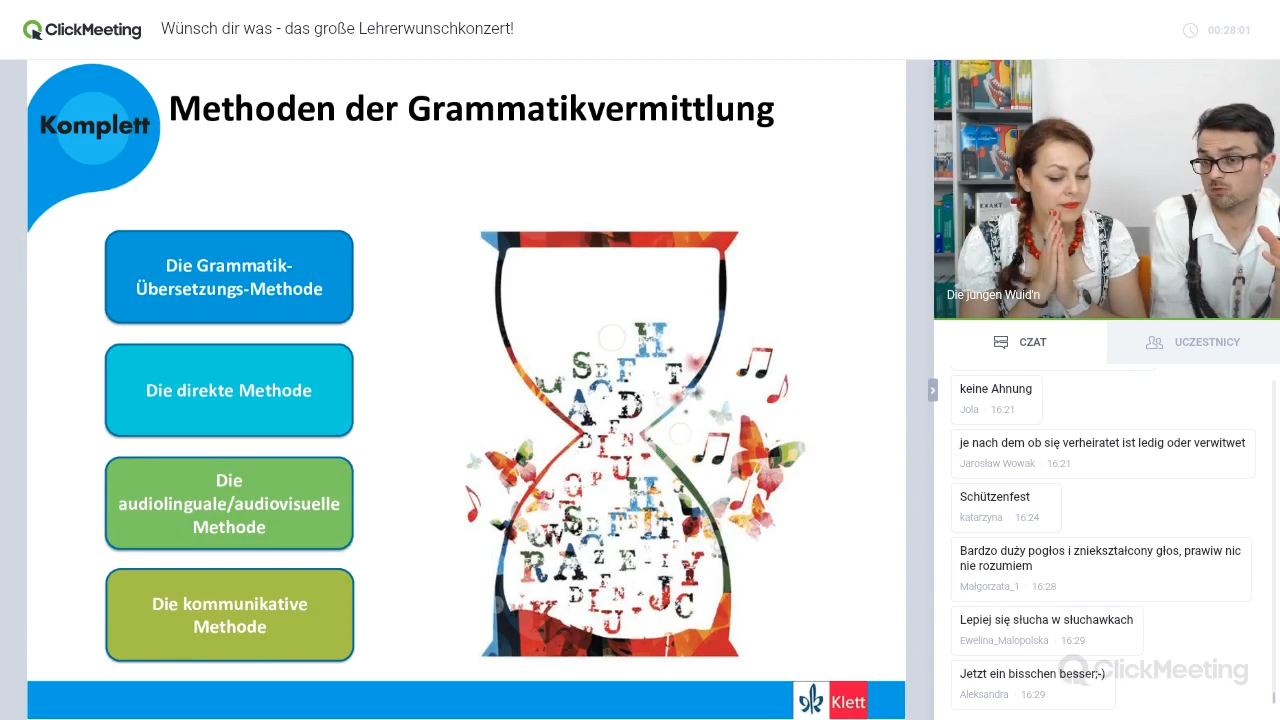 ClickMeeting
Wünsch dir was - das große Lehrerwunschkonzert!
00:28:01
Komplett
Methoden der Grammatikvermittlung
Die Grammatik-
Übersetzungs-Methode
Die direkte Methode
Die
audiolinguale/audiovisuelle
Methode
Die kommunikative
Methode
Klett
EXAKT
Die jungen Wuid'n
CZAT
UCZESTNICY
keine Ahnung
Jola 16:21
je nach dem ob się verheiratet ist ledig oder verwitwet
Jarosław Wowak 16:21
Schützenfest
katarzyna 16:24
Bardzo duży pogłos i zniekształcony głos, prawiw nic
nie rozumiem
Małgorzata_1 16:28
Lepiej się słucha w słuchawkach
Ewelina_Malopolska 16:29
Jetzt ein bisschen besser;-)
Aleksandra 16:29
ClickMeeting